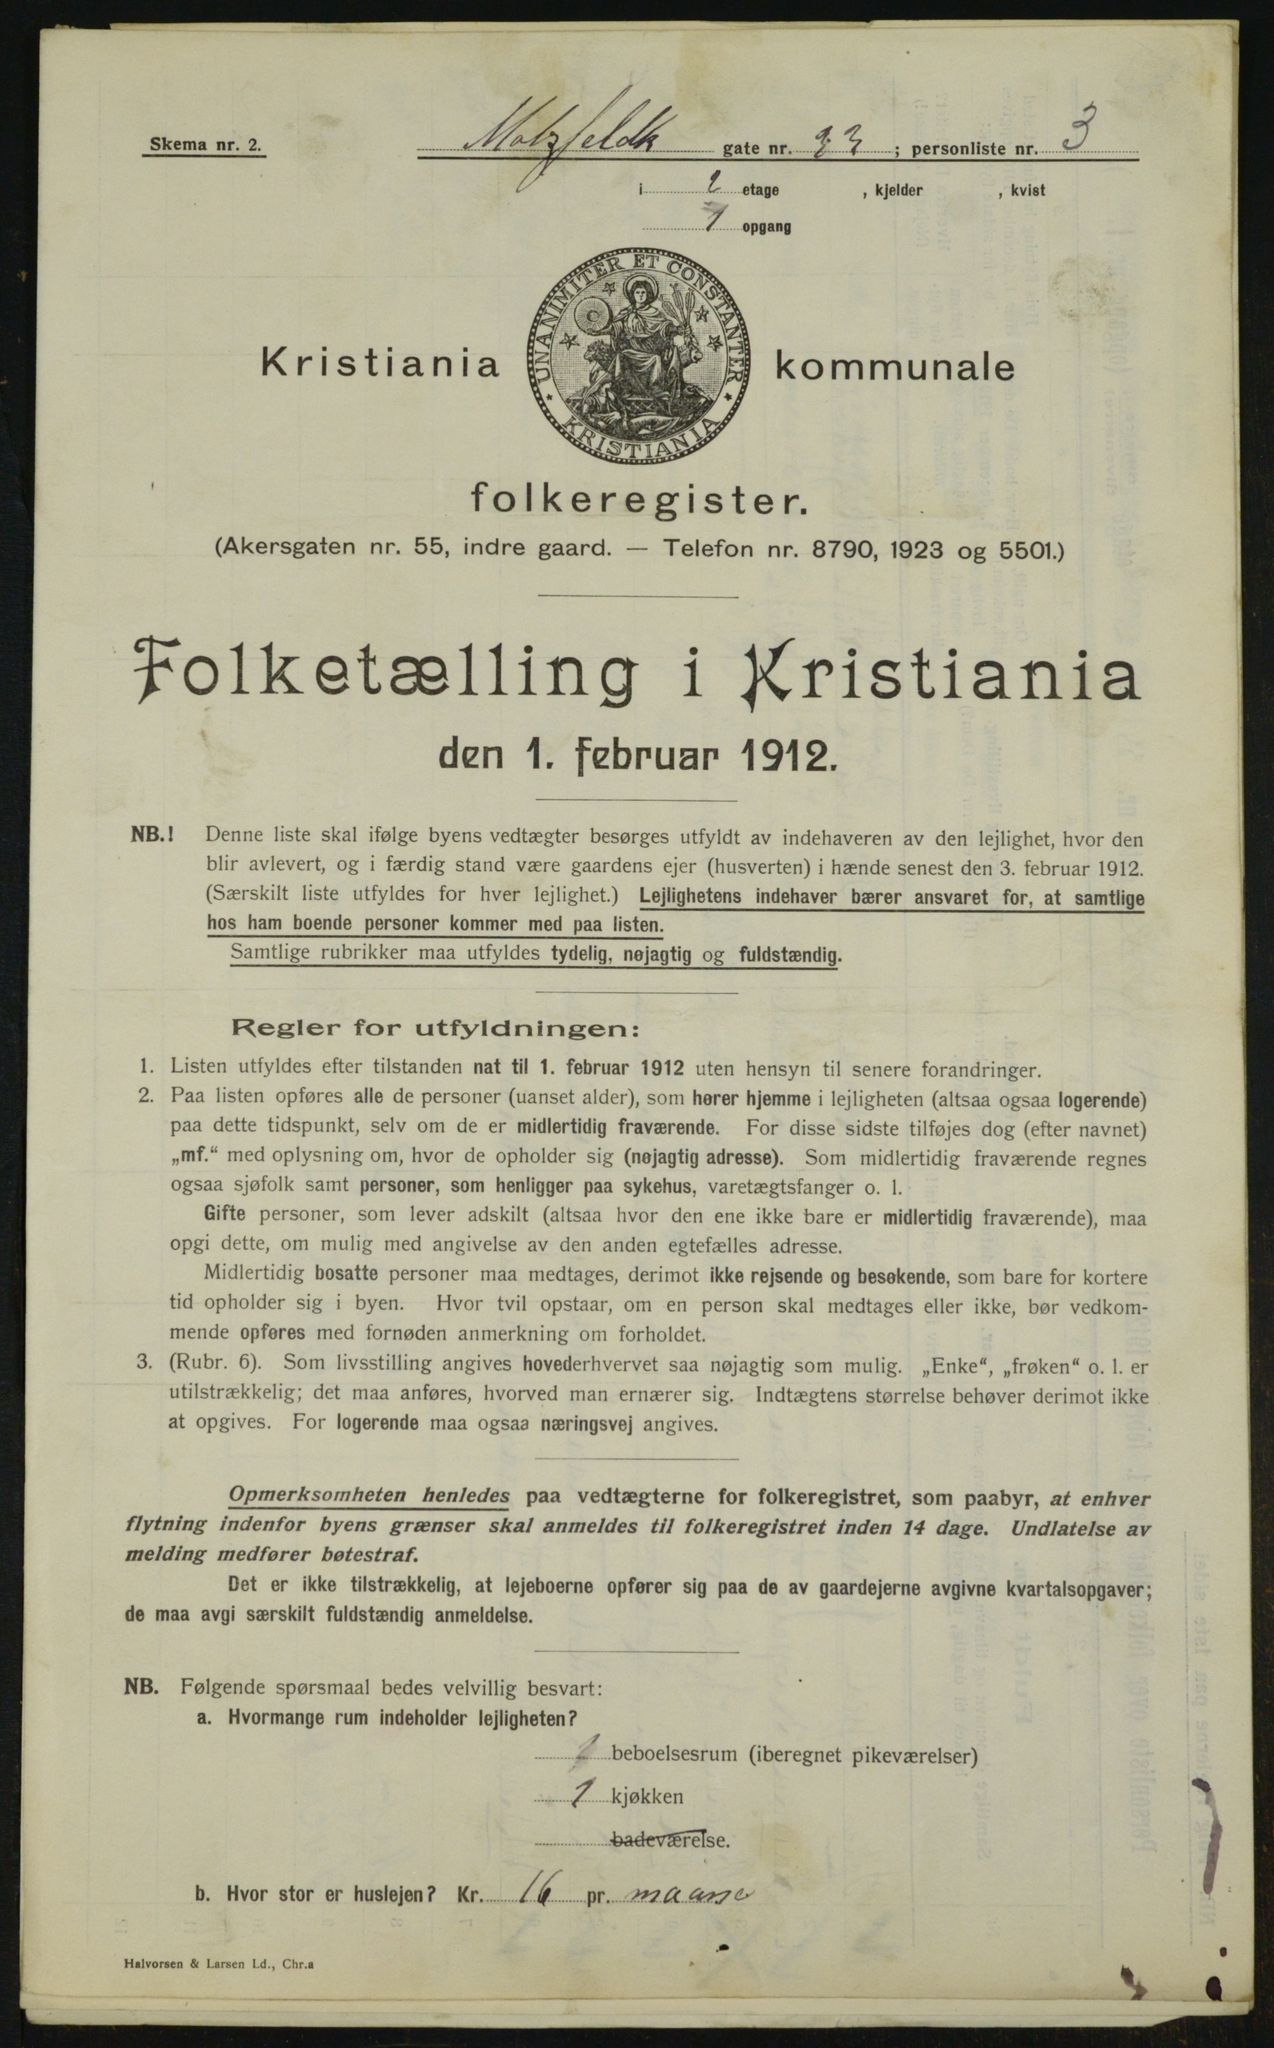 Skema nr. 2.
Motzfeldk gate nr. 23 ; personliste nr. 3
i 2 etage , kjelder , kvist
1 opgang
UNANIMITER ET CONSTANTER
KRISTIANIA
Kristiania kommunale
folkeregister.
(Akersgaten nr. 55, indre gaard. — Telefon nr. 8790, 1923 og 5501.)
Folketælling i Kristiania
den 1. februar 1912.
NB.! Denne liste skal ifølge byens vedtægter besørges utfyldt av indehaveren av den lejlighet, hvor den
blir avlevert, og i færdig stand være gaardens ejer (husverten) i hænde senest den 3. februar 1912.
(Særskilt liste utfyldes for hver lejlighet.) Lejlighetens indehaver bærer ansvaret for, at samtlige
hos ham boende personer kommer med paa listen.
Samtlige rubrikker maa utfyldes tydelig, nøjagtig og fuldstændig.
Regler for utfyldningen:
1. Listen utfyldes efter tilstanden nat til 1. februar 1912 uten hensyn til senere forandringer.
2. Paa listen opføres alle de personer (uanset alder), som hører hjemme i lejligheten (altsaa ogsaa logerende)
paa dette tidspunkt, selv om de er midlertidig fraværende. For disse sidste tilføjes dog (efter navnet)
„mf.“ med oplysning om, hvor de opholder sig (nøjagtig adresse). Som midlertidig fraværende regnes
ogsaa sjøfolk samt personer, som henligger paa sykehus, varetægtsfanger o. l.
Gifte personer, som lever adskilt (altsaa hvor den ene ikke bare er midlertidig fraværende), maa
opgi dette, om mulig med angivelse av den anden egtefælles adresse.
Midlertidig bosatte personer maa medtages, derimot ikke rejsende og besøkende, som bare for kortere
tid opholder sig i byen. Hvor tvil opstaar, om en person skal medtages eller ikke, bør vedkom-
mende opføres med fornøden anmerkning om forholdet.
3. (Rubr. 6). Som livsstilling angives hovederhvervet saa nøjagtig som mulig. „Enke“, „frøken“ o. l. er
utilstrækkelig; det maa anføres, hvorved man ernærer sig. Indtægtens størrelse behøver derimot ikke
at opgives. For logerende maa ogsaa næringsvej angives.
Opmerksomheten henledes paa vedtægterne for folkeregistret, som paabyr, at enhver
flytning indenfor byens grænser skal anmeldes til folkeregistret inden 14 dage. Undlatelse av
melding medfører bøtestraf.
Det er ikke tilstrækkelig, at lejeboerne opfører sig paa de av gaardejerne avgivne kvartalsopgaver;
de maa avgi særskilt fuldstændig anmeldelse.
NB. Følgende spørsmaal bedes velvillig besvart:
a. Hvormange rum indeholder lejligheten?
1 beboelsesrum (iberegnet pikeværelser)
1 kjøkken
badeværelse.
b. Hvor stor er huslejen? Kr. 16 pr.
Halvorsen & Larsen Ld., Chr.a